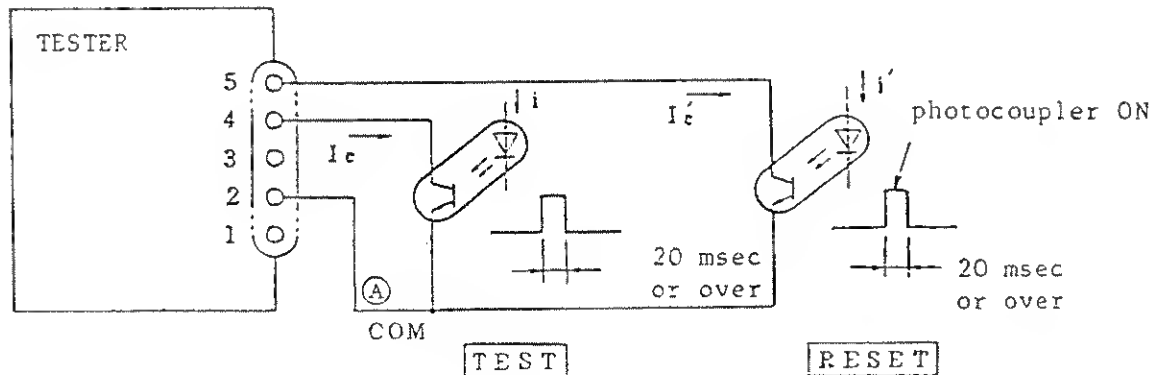 TESTER
5
4
3
2
1
Ic
i
Ic′
i′
photocoupler ON
20 msec
or over
20 msec
or over
A
COM
TEST
RESET